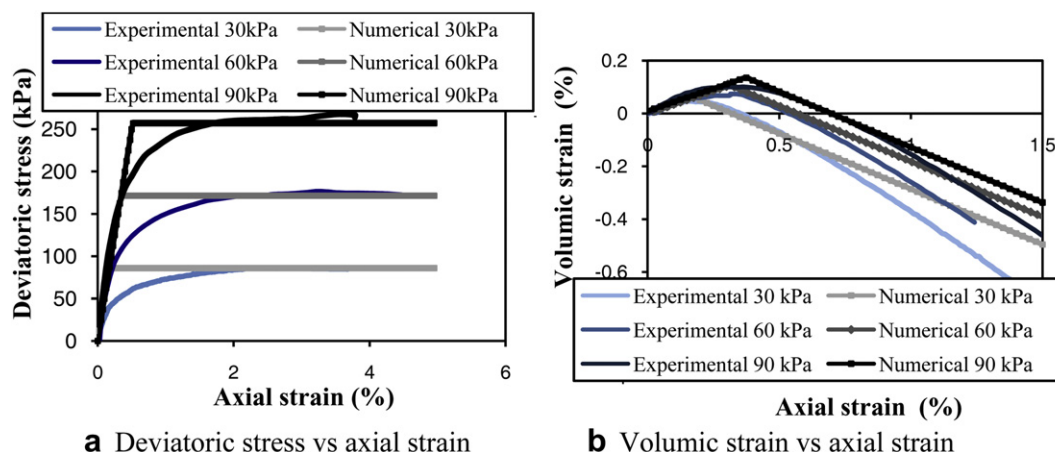 Experimental 30kPa Numerical 30kPa
Experimental 60kPa Numerical 60kPa
Experimental 90kPa Numerical 90kPa
Deviatoric stress (kPa)
250
200
150
100
50
0
0 2 4 6
Axial strain (%)
a Deviatoric stress vs axial strain
Volumic strain (%)
0.2
0
-0.2
-0.4
-0.6
0 0.5 1 15
Experimental 30 kPa Numerical 30 kPa
Experimental 60 kPa Numerical 60 kPa
Experimental 90 kPa Numerical 90 kPa
Axial strain (%)
b Volumic strain vs axial strain